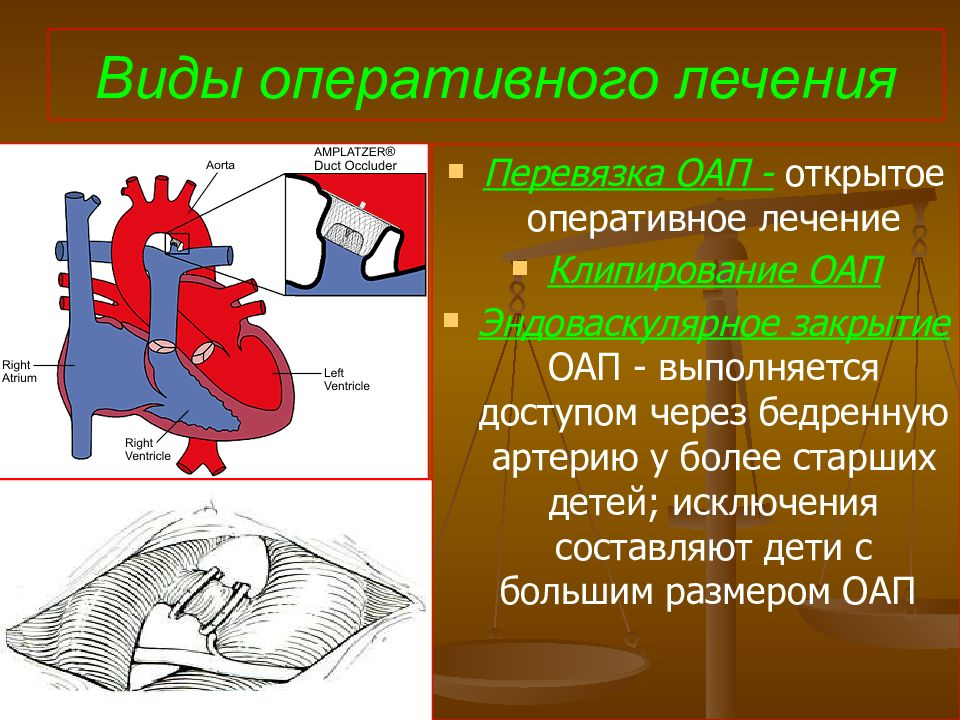 Виды оперативного лечения
AMPLATZER®
Duct Occluder
Aorta
Right
Atrium
Left
Ventricle
Right
Ventricle
Перевязка ОАП - открытое
оперативное лечение
Клипирование ОАП
Эндоваскулярное закрытие
ОАП - выполняется
доступом через бедренную
артерию у более старших
детей; исключения
составляют дети с
большим размером ОАП